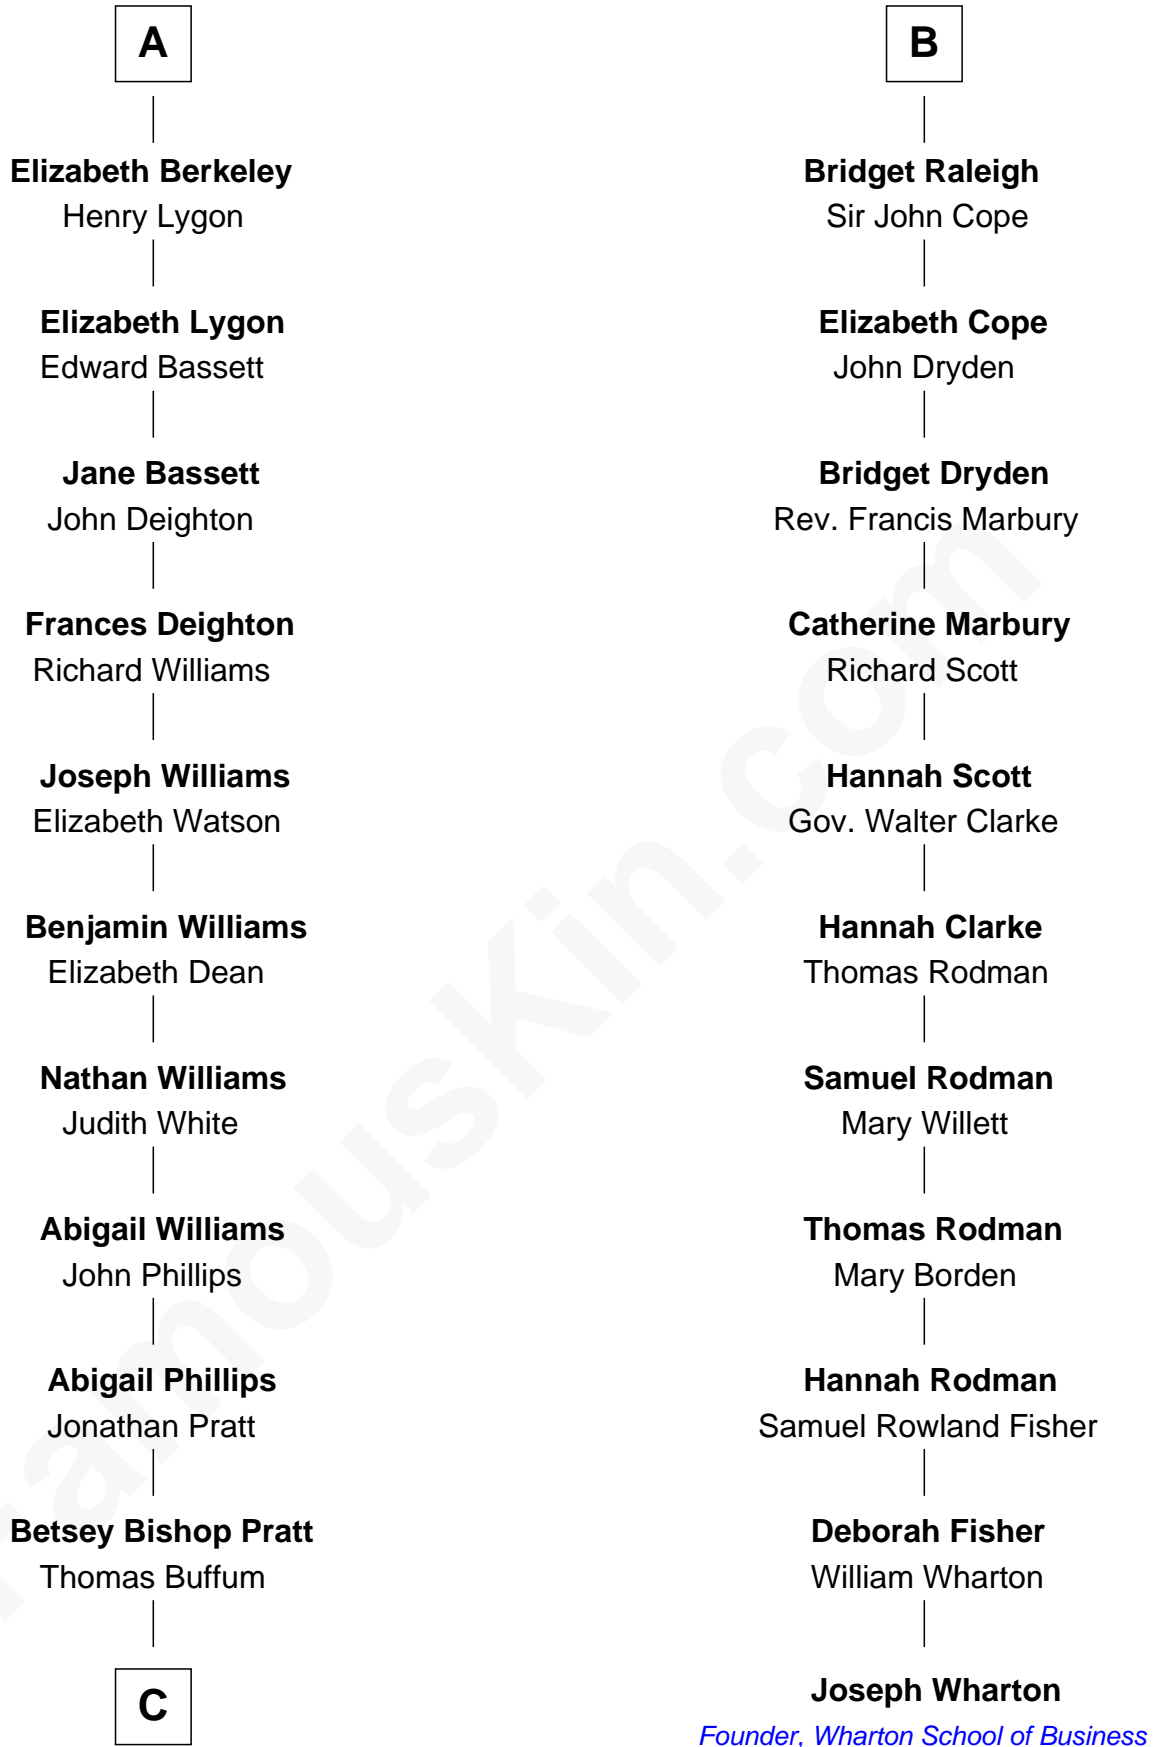 A
Elizabeth Berkeley
Henry Lygon
Elizabeth Lygon
Edward Bassett
Jane Bassett
John Deighton
Frances Deighton
Richard Williams
Joseph Williams
Elizabeth Watson
Benjamin Williams
Elizabeth Dean
Nathan Williams
Judith White
Abigail Williams
John Phillips
Abigail Phillips
Jonathan Pratt
Betsey Bishop Pratt
Thomas Buffum
C
B
Bridget Raleigh
Sir John Cope
Elizabeth Cope
John Dryden
Bridget Dryden
Rev. Francis Marbury
Catherine Marbury
Richard Scott
Hannah Scott
Gov. Walter Clarke
Hannah Clarke
Thomas Rodman
Samuel Rodman
Mary Willett
Thomas Rodman
Mary Borden
Hannah Rodman
Samuel Rowland Fisher
Deborah Fisher
William Wharton
Joseph Wharton
Founder, Wharton School of Business
FamousKin.com